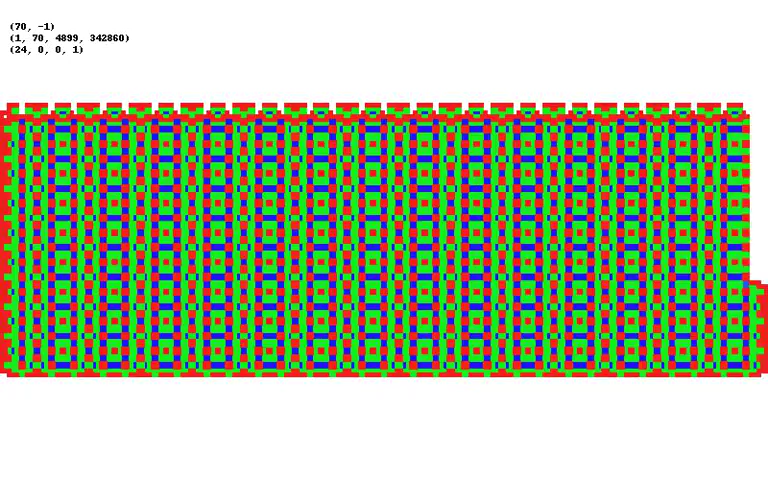 (70, -1)
(1, 70, 4899, 342860)
(24, 0, 0, 1)